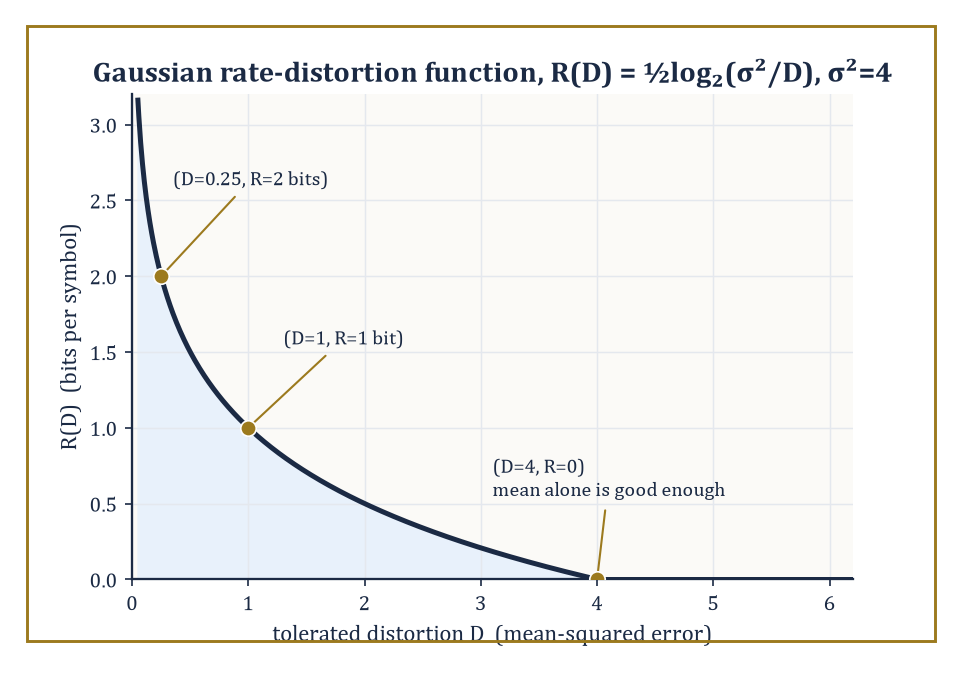 Gaussian rate-distortion function, R(D) = ½log₂(σ²/D), σ²=4
3.0
(D=0.25, R=2 bits)
2.5
2.0
(D=1, R=1 bit)
1.5
R(D) (bits per symbol)
1.0
(D=4, R=0)
mean alone is good enough
0.5
0.0
0 1 2 3 4 5 6
tolerated distortion D (mean-squared error)